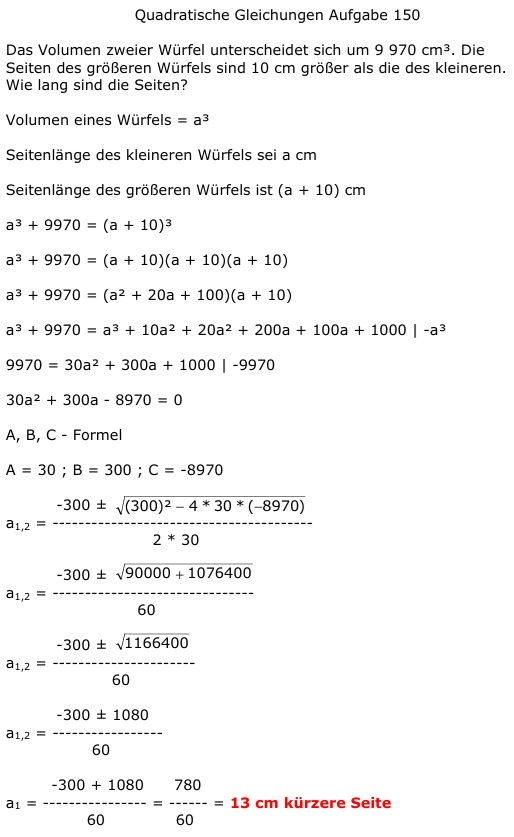 Quadratische Gleichungen Aufgabe 150
Das Volumen zweier Würfel unterscheidet sich um 9 970 cm³. Die
Seiten des größeren Würfels sind 10 cm größer als die des kleineren.
Wie lang sind die Seiten?
Volumen eines Würfels = a³
Seitenlänge des kleineren Würfels sei a cm
Seitenlänge des größeren Würfels ist (a + 10) cm
a³ + 9970 = (a + 10)³
a³ + 9970 = (a + 10)(a + 10)(a + 10)
a³ + 9970 = (a² + 20a + 100)(a + 10)
a³ + 9970 = a³ + 10a² + 20a² + 200a + 100a + 1000 | -a³
9970 = 30a² + 300a + 1000 | -9970
30a² + 300a - 8970 = 0
A, B, C - Formel
A = 30 ; B = 300 ; C = -8970
-300 ± √(300)² − 4 * 30 * (−8970)
a₁,₂ = ----------------------------------------
2 * 30
-300 ± √90000 + 1076400
a₁,₂ = -------------------------------
60
-300 ± √1166400
a₁,₂ = ----------------------
60
-300 ± 1080
a₁,₂ = -----------------
60
-300 + 1080 780
a₁ = ---------------- = ------ = 13 cm kürzere Seite
60 60